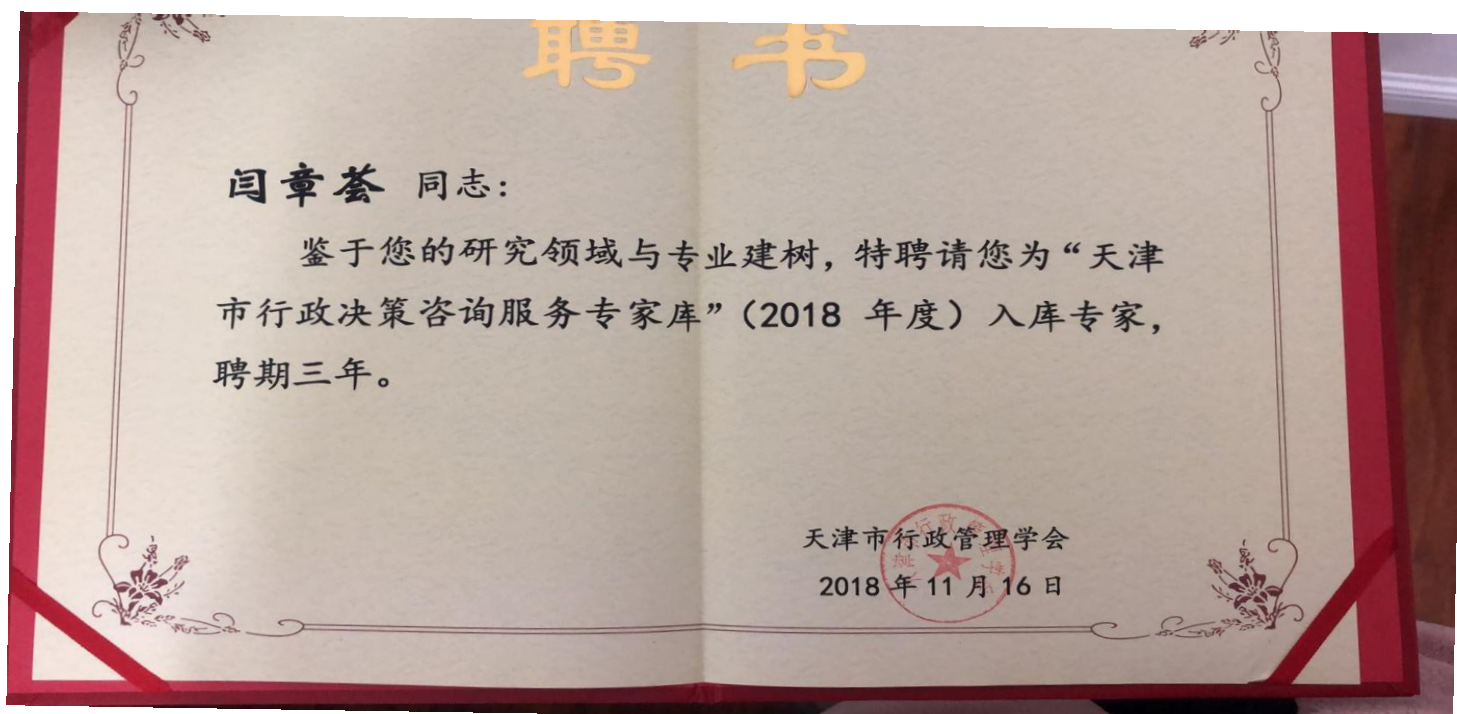 聘书
闫章荟 同志：
鉴于您的研究领域与专业建树，特聘请您为“天津
市行政决策咨询服务专家库”（2018 年度）入库专家，
聘期三年。
天津市行政管理学会
2018 年 11 月 16 日